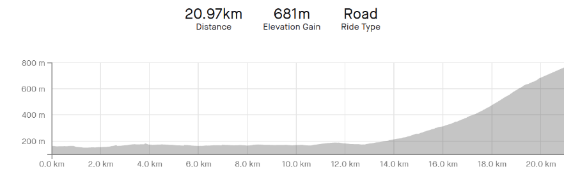 20.97km 681m Road
Distance Elevation Gain Ride Type
800 m
600 m
400 m
200 m
0.0 km 2.0 km 4.0 km 6.0 km 8.0 km 10.0 km 12.0 km 14.0 km 16.0 km 18.0 km 20.0 km